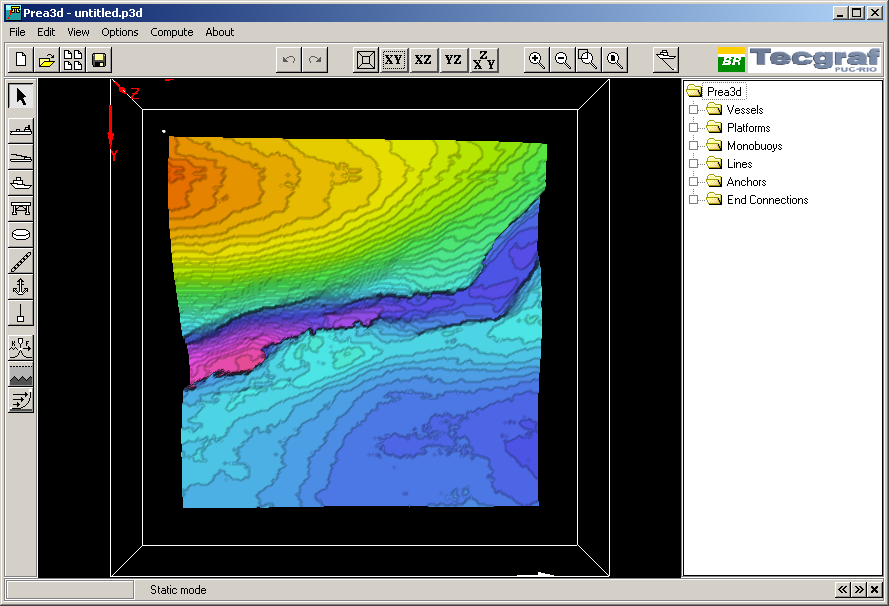 Prea3d - untitled.p3d
File Edit View Options Compute About
XY XZ YZ Z X Y
BR Tecgraf
PUC-RIO
Z
Y
Prea3d
Vessels
Platforms
Monobuoys
Lines
Anchors
End Connections
Static mode